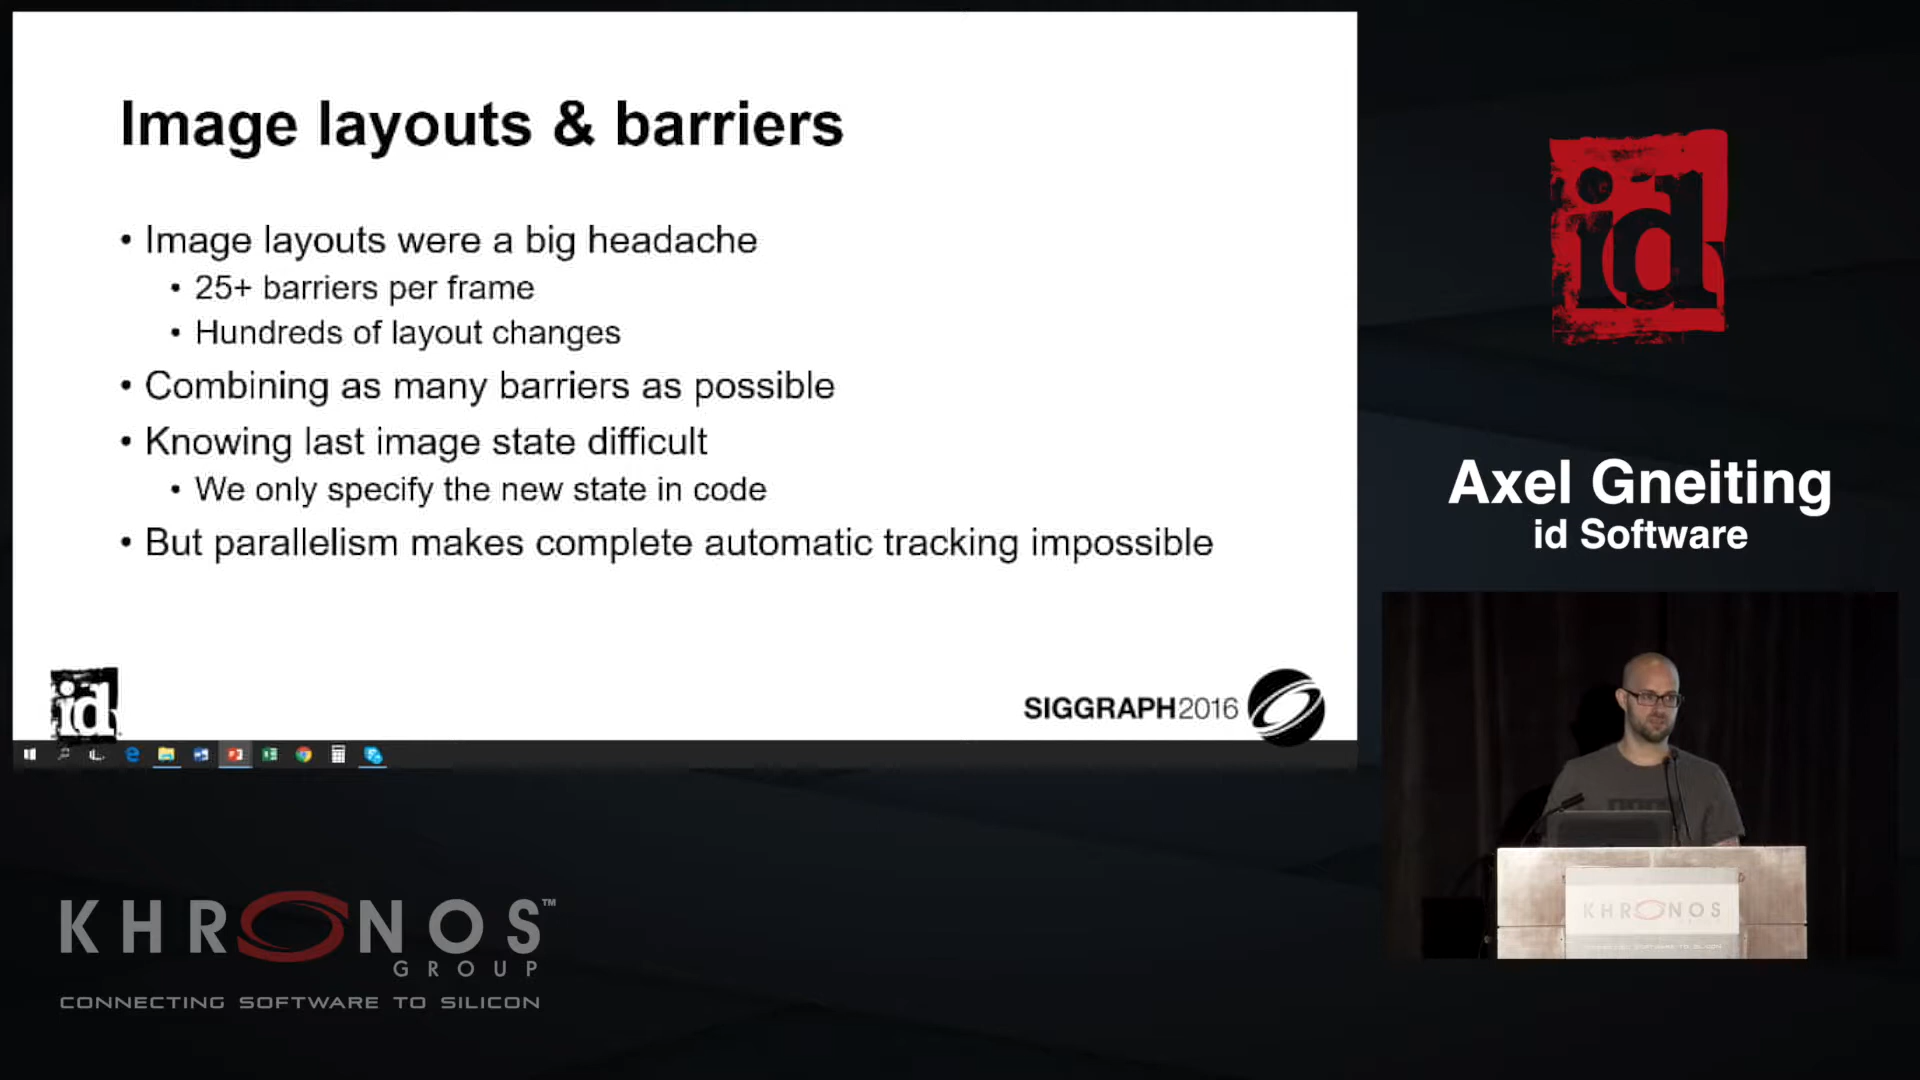 Image layouts & barriers
• Image layouts were a big headache
• 25+ barriers per frame
• Hundreds of layout changes
• Combining as many barriers as possible
• Knowing last image state difficult
• We only specify the new state in code
• But parallelism makes complete automatic tracking impossible
id
SIGGRAPH2016
id
Axel Gneiting
id Software
KHRONOS
KHRONOS™
GROUP
CONNECTING SOFTWARE TO SILICON